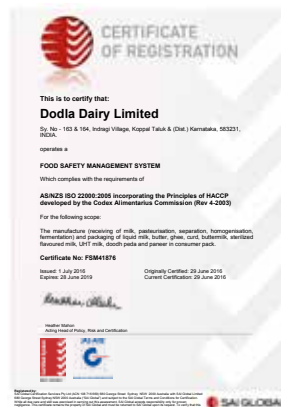 CERTIFICATE
OF REGISTRATION
This is to certify that:
Dodla Dairy Limited
Sy. No - 163 & 164, Indragi Village, Koppal Taluk & (Dist.) Karnataka, 583231,
INDIA.
operates a
FOOD SAFETY MANAGEMENT SYSTEM
Which complies with the requirements of
AS/NZS ISO 22000:2005 incorporating the Principles of HACCP
developed by the Codex Alimentarius Commission (Rev 4-2003)
For the following scope:
The manufacture (receiving of milk, pasteurisation, separation, homogenisation,
fermentation) and packaging of liquid milk, butter, ghee, curd, buttermilk, sterilized
flavoured milk, UHT milk, doodh peda and paneer in consumer pack.
Certificate No: FSM41876
Issued: 1 July 2016 Originally Certified: 29 June 2016
Expires: 28 June 2019 Current Certification: 29 June 2016
Heather Mahon
Acting Head of Policy, Risk and Certification
JAS-ANZ
SAI GLOBAL